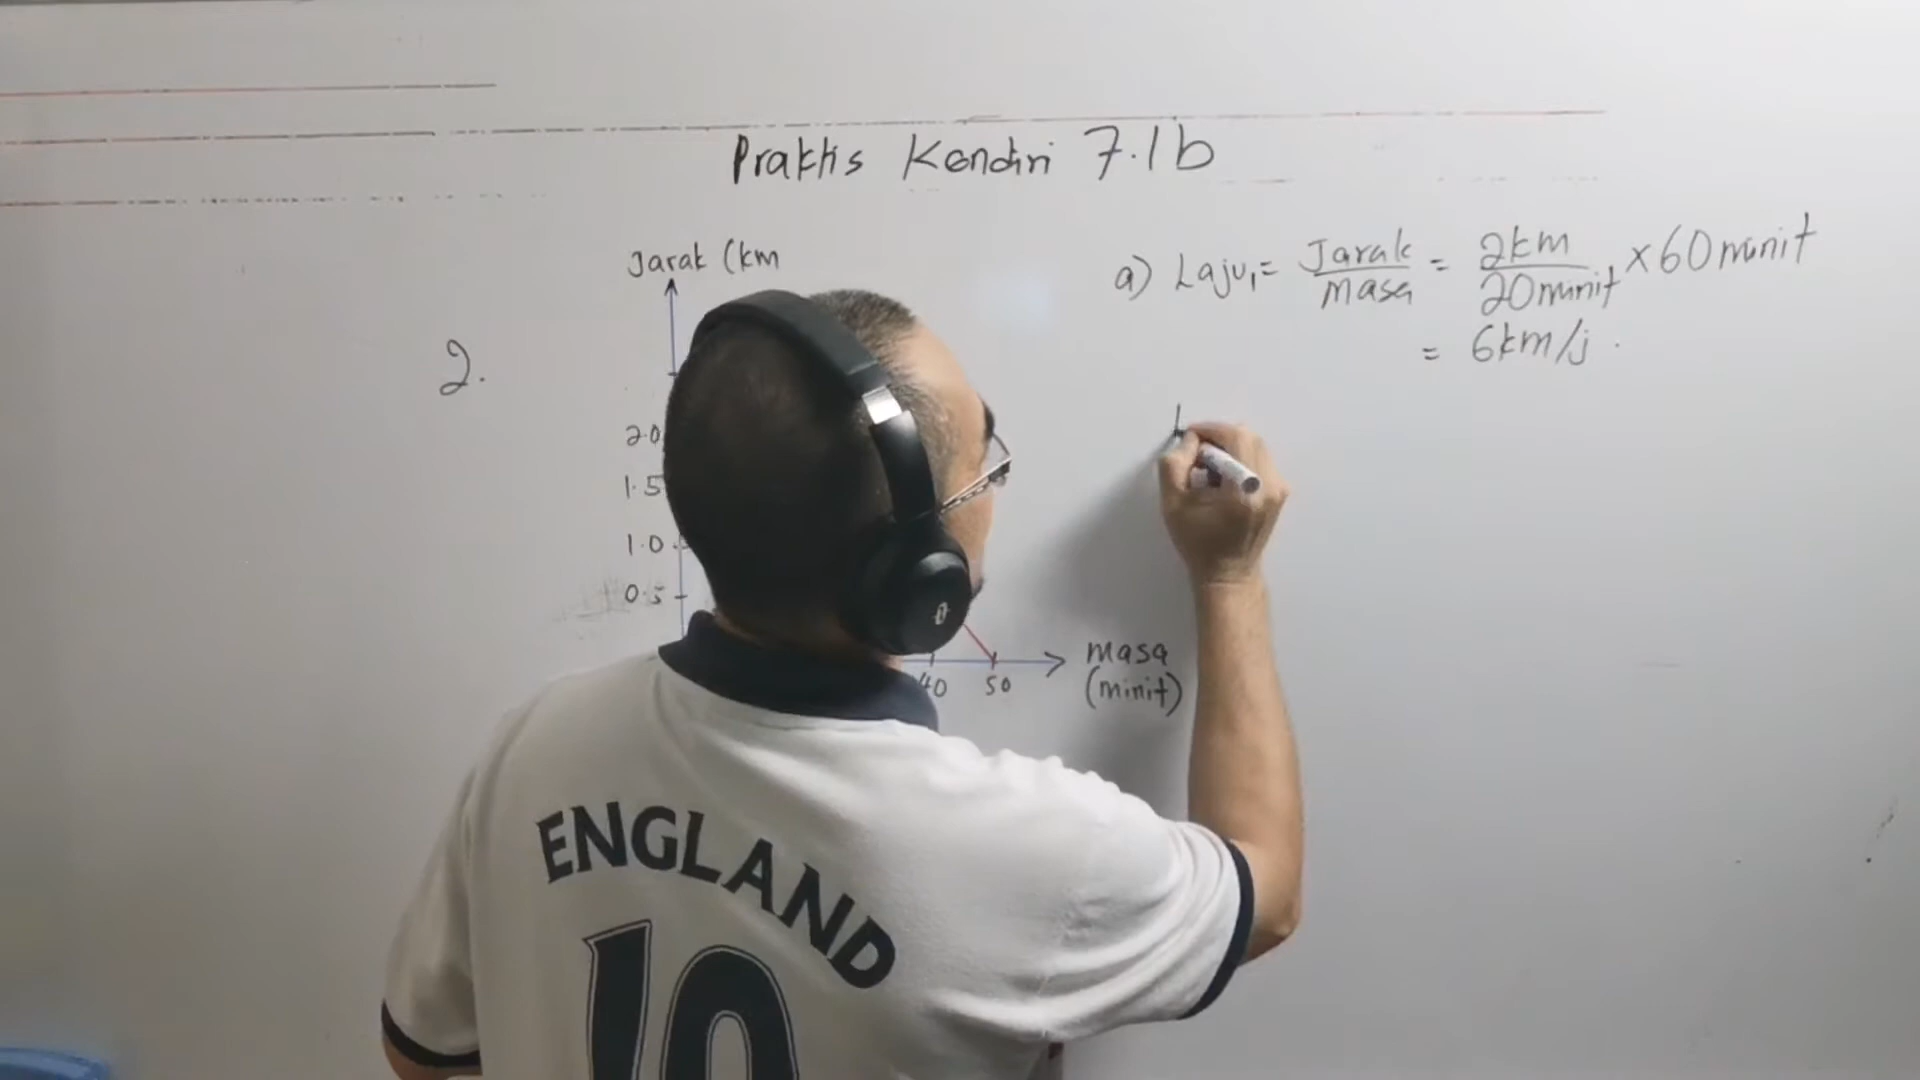 Praktis Kendiri 7.1b
Jarak (km
2.
2.0
1.5
1.0
0.5
40 50
masa
(minit)
a) Laju₁ = Jarak/masa = 2km/20minit × 60minit
= 6km/j.
ENGLAND
10